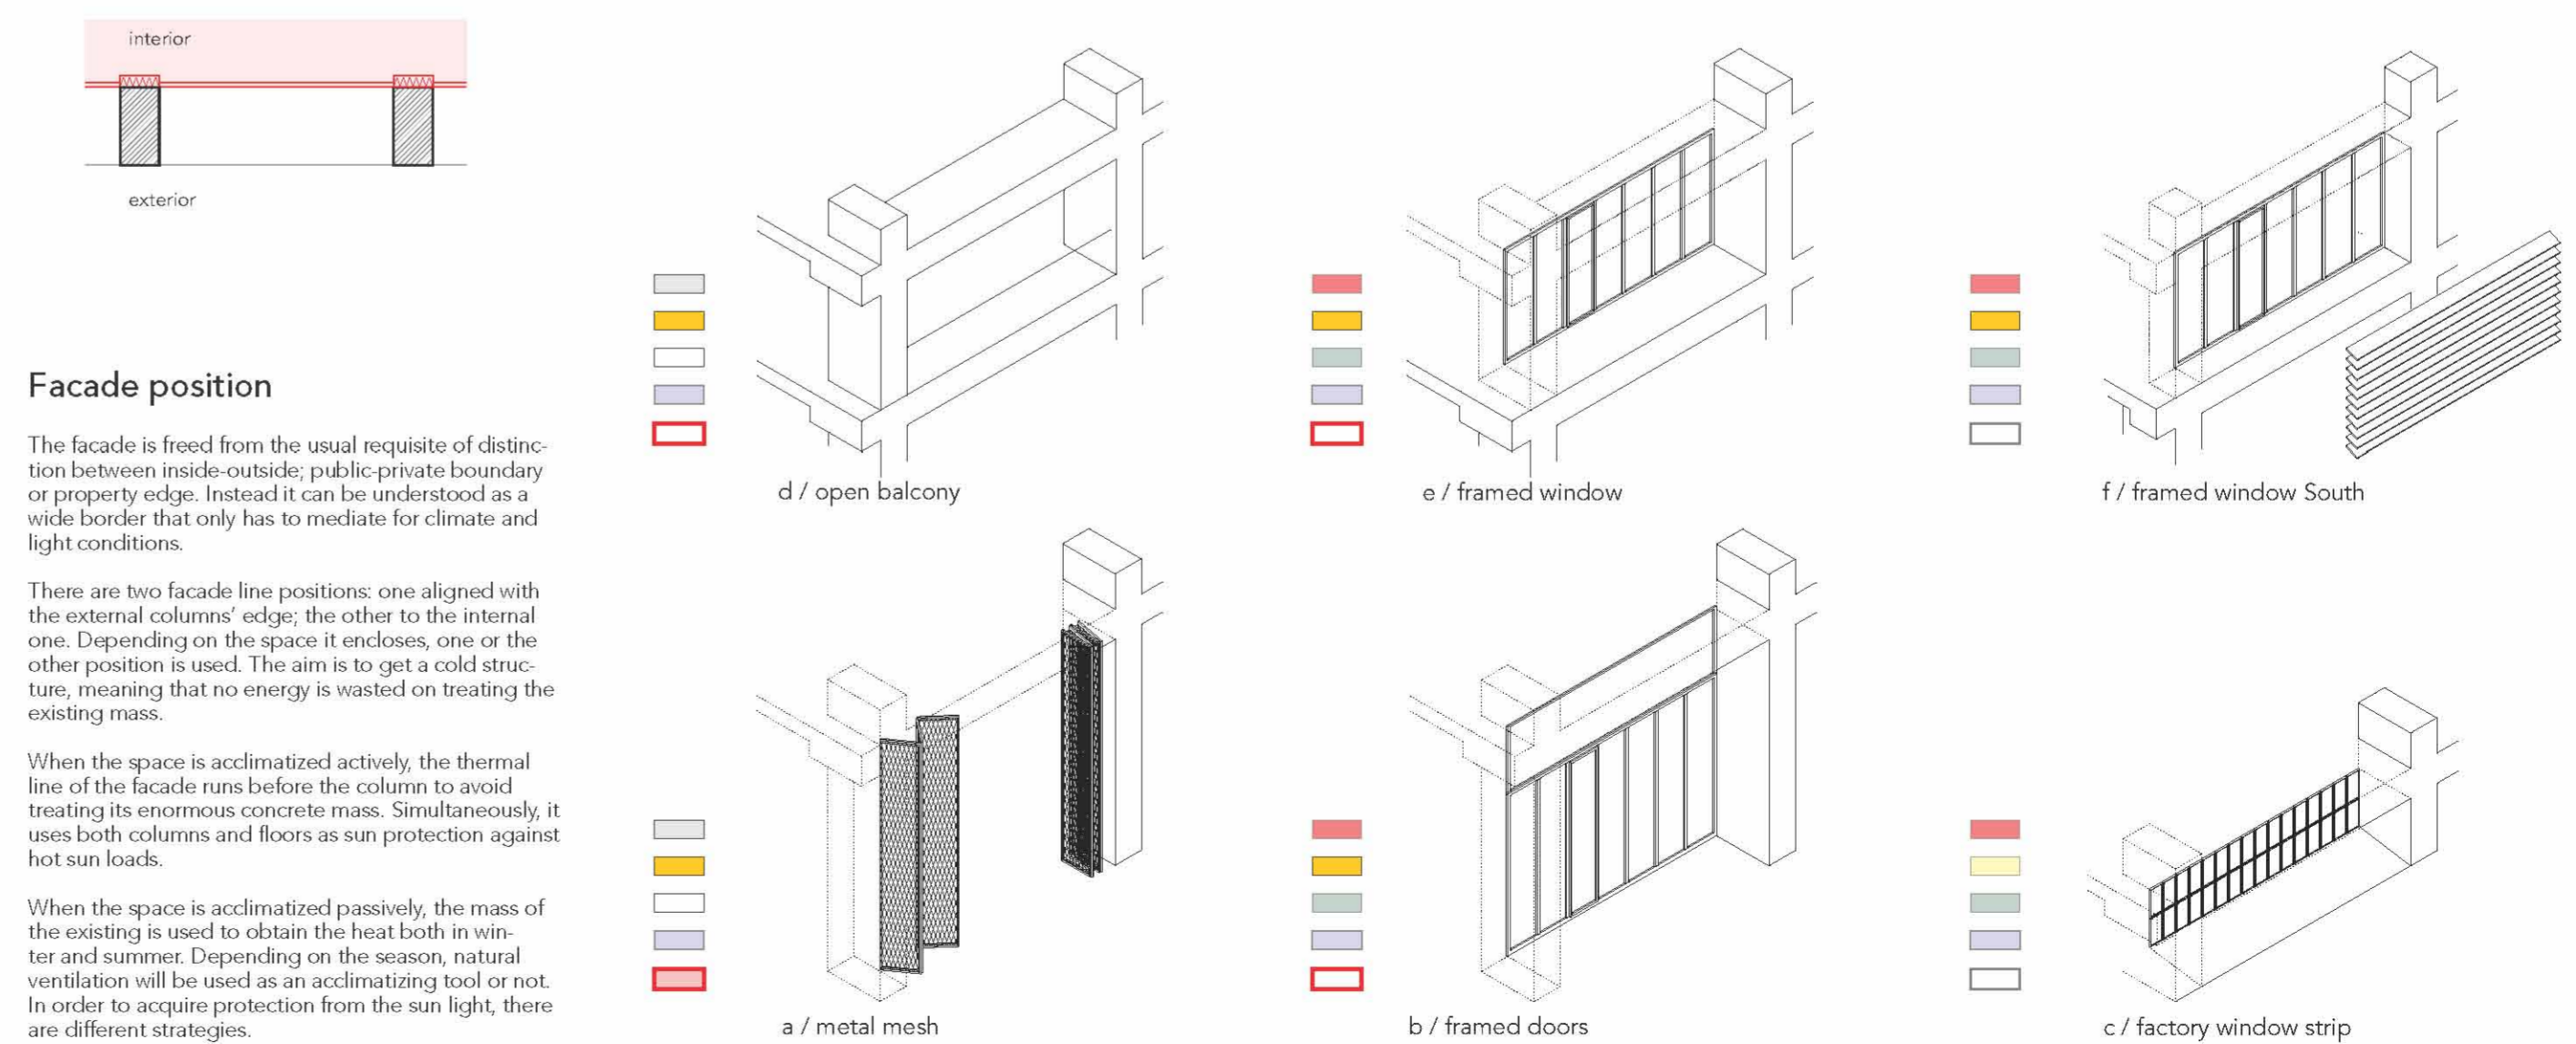 interior
exterior
Facade position
The facade is freed from the usual requisite of distinc-
tion between inside-outside; public-private boundary
or property edge. Instead it can be understood as a
wide border that only has to mediate for climate and
light conditions.
There are two facade line positions: one aligned with
the external columns' edge; the other to the internal
one. Depending on the space it encloses, one or the
other position is used. The aim is to get a cold struc-
ture, meaning that no energy is wasted on treating the
existing mass.
When the space is acclimatized actively, the thermal
line of the facade runs before the column to avoid
treating its enormous concrete mass. Simultaneously, it
uses both columns and floors as sun protection against
hot sun loads.
When the space is acclimatized passively, the mass of
the existing is used to obtain the heat both in win-
ter and summer. Depending on the season, natural
ventilation will be used as an acclimatizing tool or not.
In order to acquire protection from the sun light, there
are different strategies.
d / open balcony
e / framed window
f / framed window South
a / metal mesh
b / framed doors
c / factory window strip